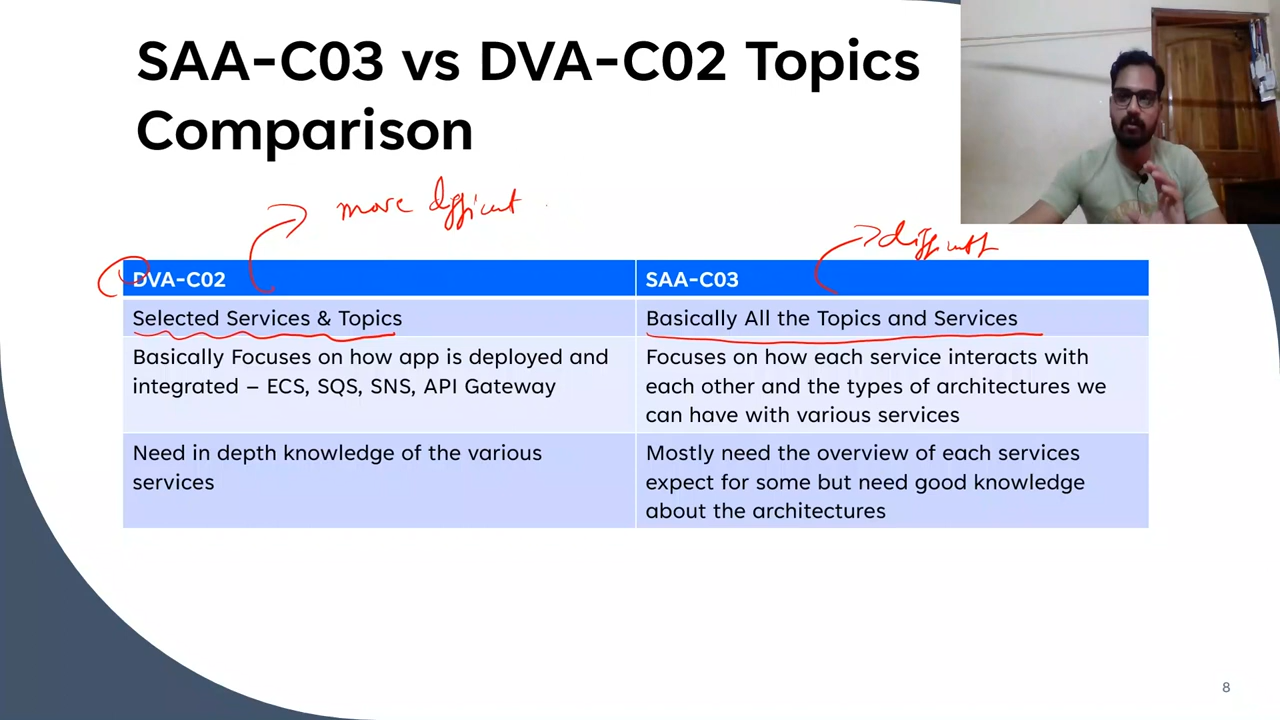 SAA-C03 vs DVA-C02 Topics
Comparison
more difficult
difficult
DVA-C02
SAA-C03
Selected Services & Topics
Basically All the Topics and Services
Basically Focuses on how app is deployed and
integrated – ECS, SQS, SNS, API Gateway
Focuses on how each service interacts with
each other and the types of architectures we
can have with various services
Need in depth knowledge of the various
services
Mostly need the overview of each services
expect for some but need good knowledge
about the architectures
8